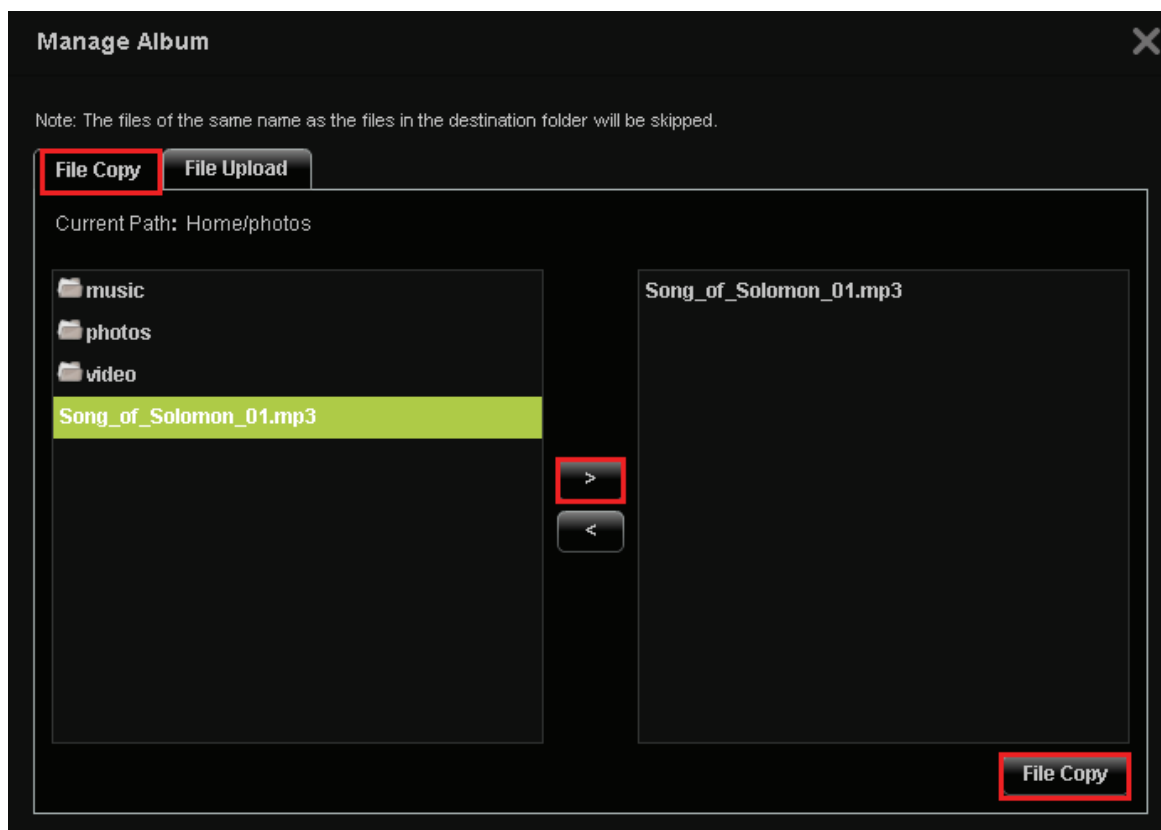 Manage Album
Note: The files of the same name as the files in the destination folder will be skipped.
File Copy
File Upload
Current Path: Home/photos
music
photos
video
Song_of_Solomon_01.mp3
Song_of_Solomon_01.mp3
>
<
File Copy